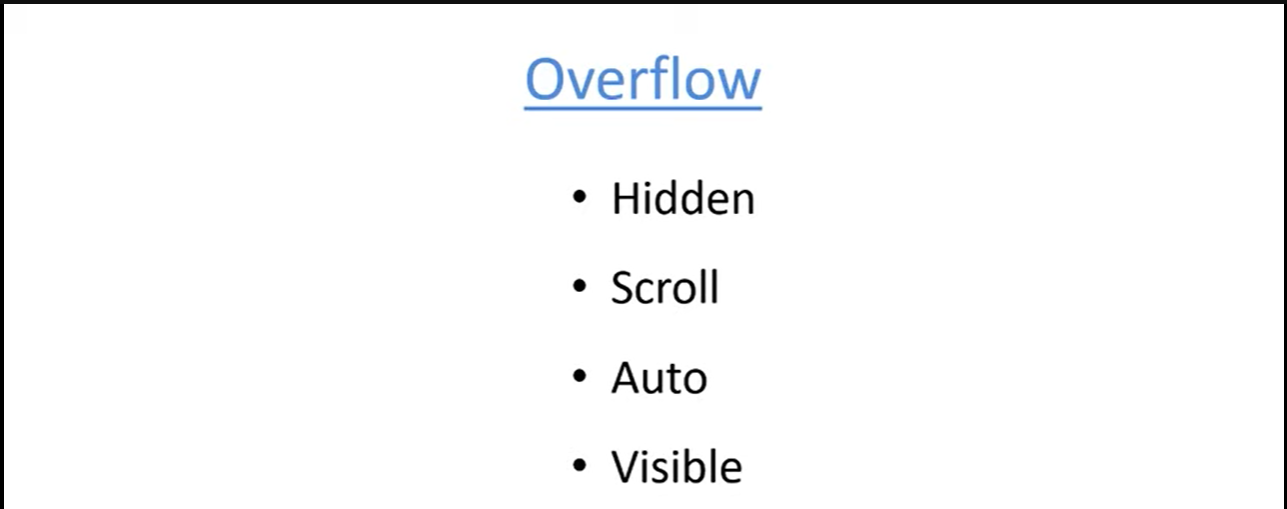 Overflow
• Hidden
• Scroll
• Auto
• Visible